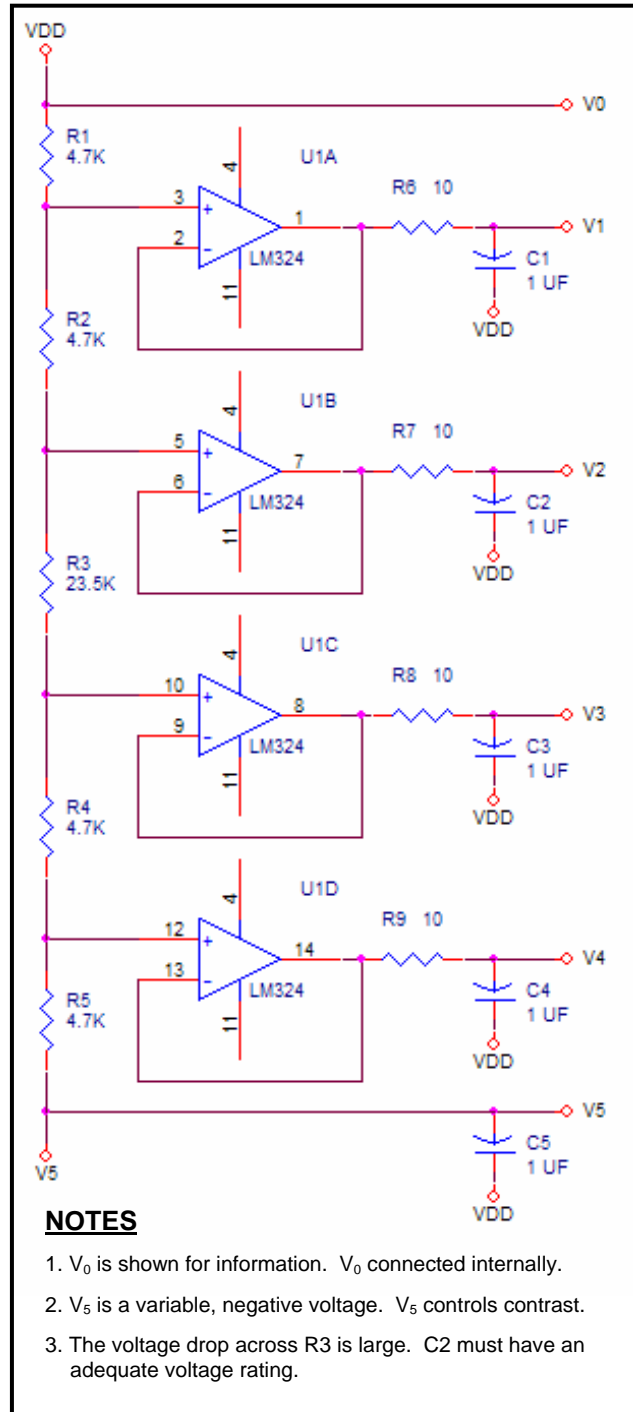 VDD
V0
R1
4.7K
4
U1A
R6 10
3
+
1
V1
2
-
LM324
C1
1 UF
11
VDD
R2
4.7K
4
U1B
R7 10
5
+
7
V2
6
-
LM324
C2
1 UF
11
VDD
R3
23.5K
4
U1C
R8 10
10
+
8
V3
9
-
LM324
C3
1 UF
11
VDD
R4
4.7K
4
U1D
R9 10
12
+
14
V4
13
-
LM324
C4
1 UF
11
VDD
R5
4.7K
V5
C5
1 UF
V5
VDD
NOTES
1. V0 is shown for information. V0 connected internally.
2. V5 is a variable, negative voltage. V5 controls contrast.
3. The voltage drop across R3 is large. C2 must have an
adequate voltage rating.